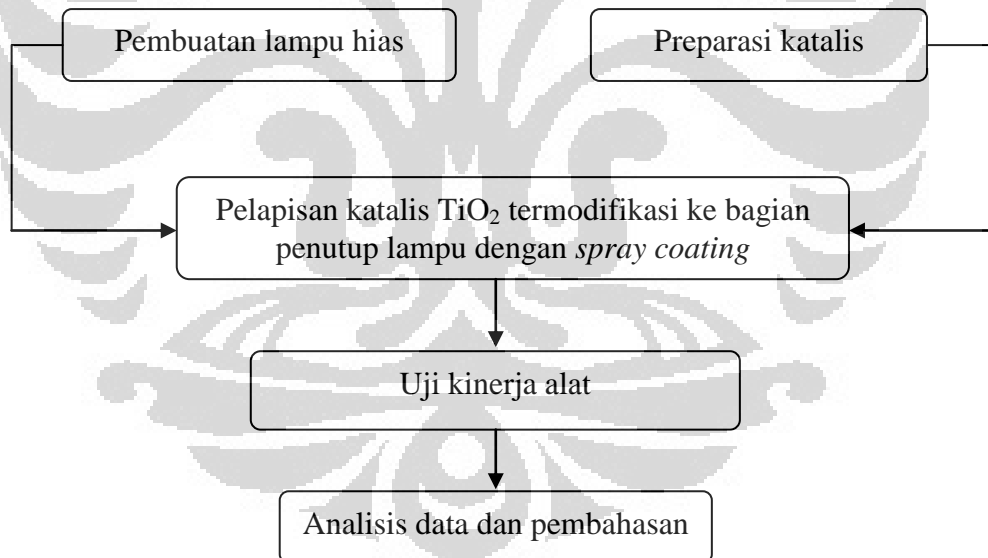 Pembuatan lampu hias
Preparasi katalis
Pelapisan katalis TiO₂ termodifikasi ke bagian
penutup lampu dengan spray coating
Uji kinerja alat
Analisis data dan pembahasan